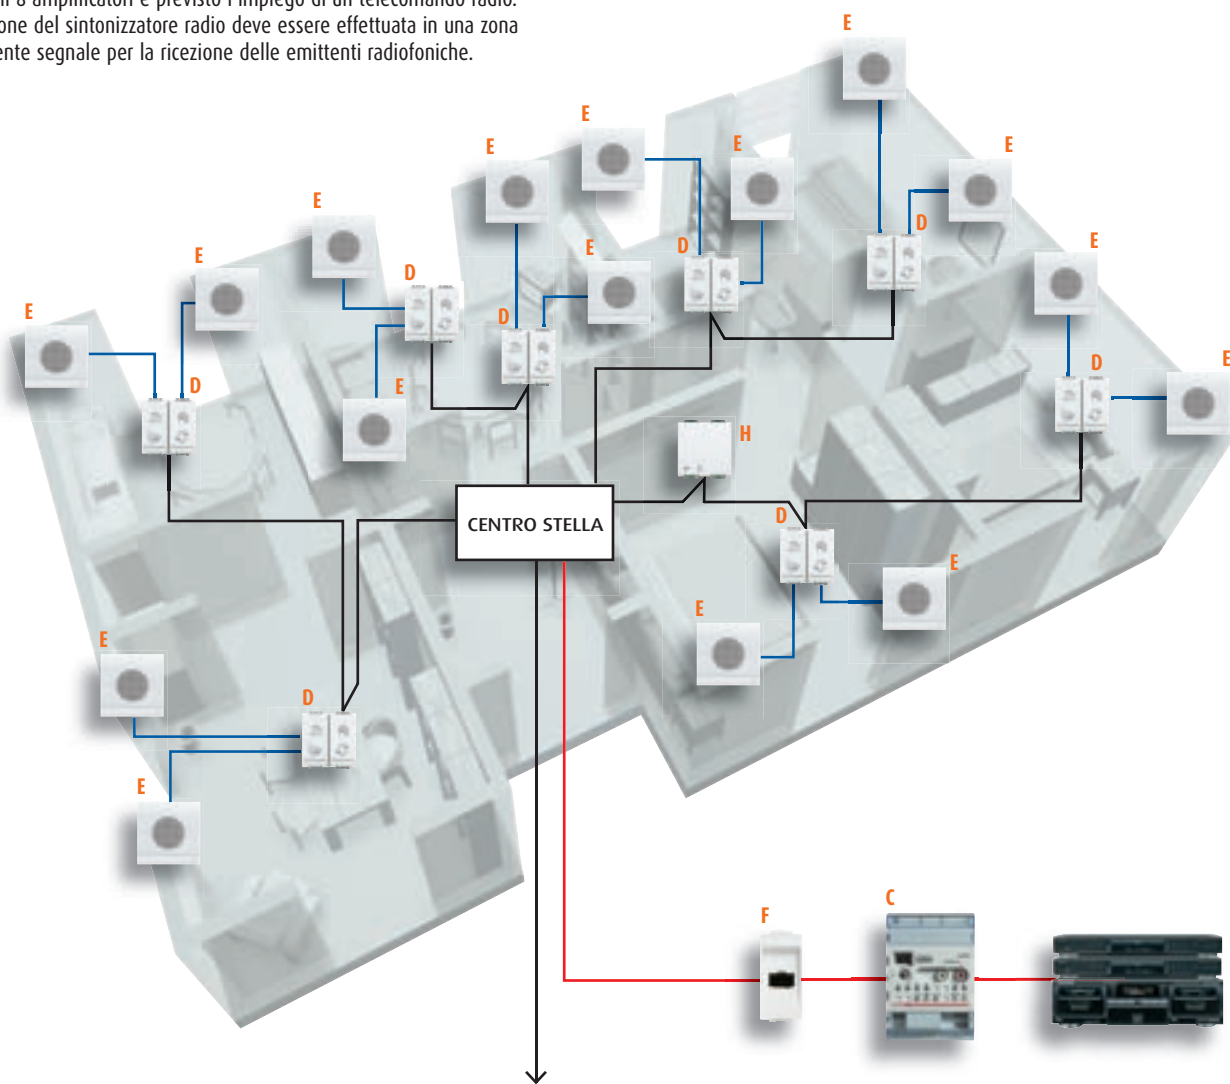 8 amplificatori è previsto l'impiego di un telecomando radio.
one del sintonizzatore radio deve essere effettuata in una zona
ente segnale per la ricezione delle emittenti radiofoniche.
E
E
E
E
E
E
E
D
D
E
E
E
D
E
D
E
D
D
E
E
H
CENTRO STELLA
D
E
E
E
D
E
F
C